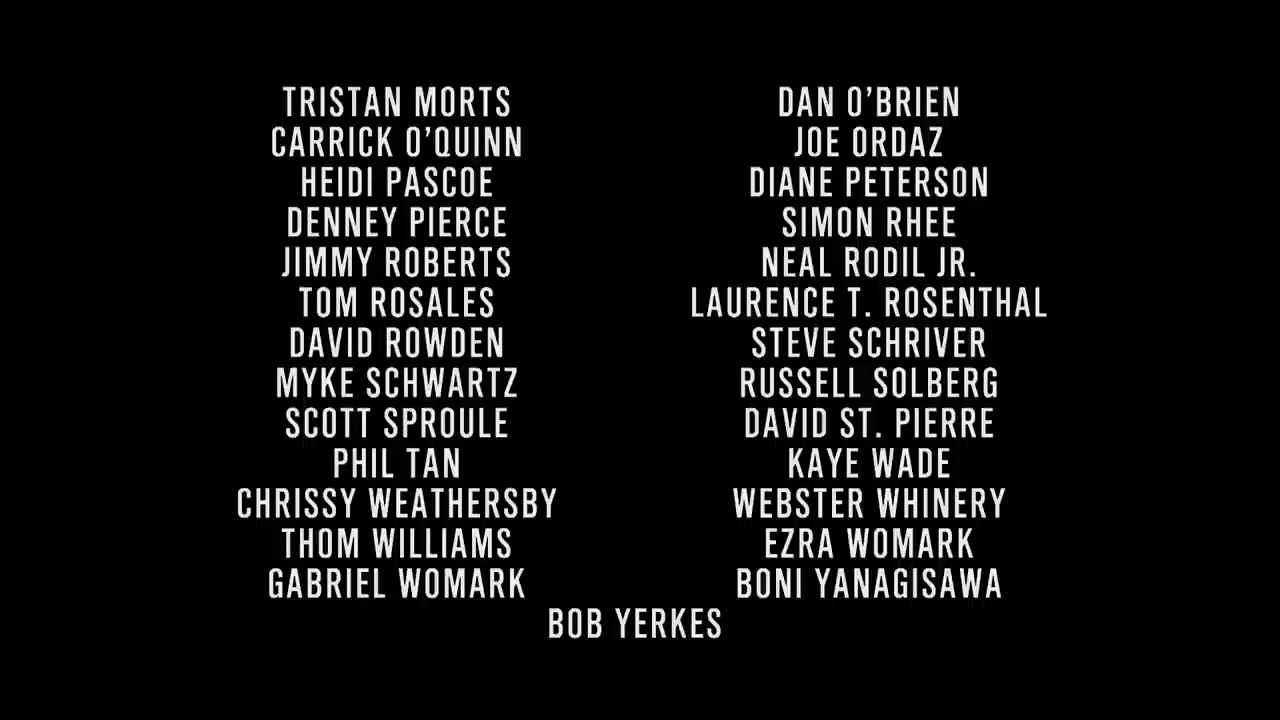 TRISTAN MORTS DAN O’BRIEN
CARRICK O’QUINN JOE ORDAZ
HEIDI PASCOE DIANE PETERSON
DENNEY PIERCE SIMON RHEE
JIMMY ROBERTS NEAL RODIL JR.
TOM ROSALES LAURENCE T. ROSENTHAL
DAVID ROWDEN STEVE SCHRIVER
MYKE SCHWARTZ RUSSELL SOLBERG
SCOTT SPROULE DAVID ST. PIERRE
PHIL TAN KAYE WADE
CHRISSY WEATHERSBY WEBSTER WHINERY
THOM WILLIAMS EZRA WOMARK
GABRIEL WOMARK BONI YANAGISAWA
BOB YERKES